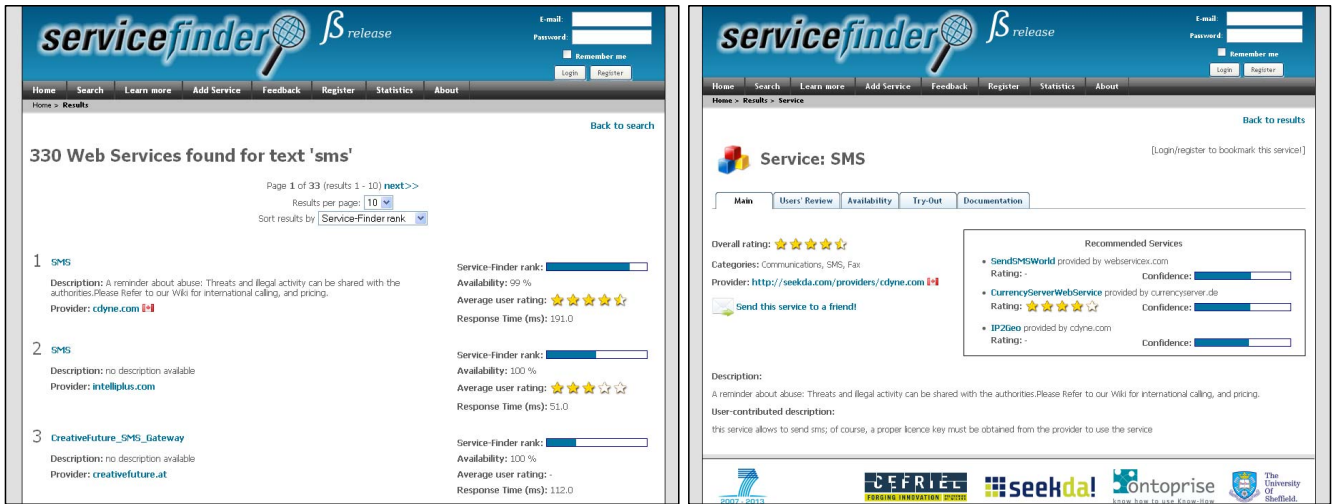 servicefinder β release
E-mail:
Password:
Remember me
Login Register
Home Search Learn more Add Service Feedback Register Statistics About
Home > Results
Back to search
330 Web Services found for text 'sms'
Page 1 of 33 (results 1 - 10) next>>
Results per page: 10
Sort results by Service-Finder rank
1 SMS
Service-Finder rank:
Description: A reminder about abuse: Threats and illegal activity can be shared with the
authorities.Please Refer to our Wiki for international calling, and pricing.
Availability: 99 %
Provider: cdyne.com
Average user rating:
Response Time (ms): 191.0
2 SMS
Service-Finder rank:
Description: no description available
Availability: 100 %
Provider: intelliplus.com
Average user rating:
Response Time (ms): 51.0
3 CreativeFuture_SMS_Gateway
Service-Finder rank:
Description: no description available
Availability: 100 %
Provider: creativefuture.at
Average user rating: -
Response Time (ms): 112.0
servicefinder β release
E-mail:
Password:
Remember me
Login Register
Home Search Learn more Add Service Feedback Register Statistics About
Home > Results > Service
Back to results
Service: SMS
[Login/register to bookmark this service!]
Main Users' Review Availability Try-Out Documentation
Overall rating:
Categories: Communications, SMS, Fax
Provider: http://seekda.com/providers/cdyne.com
Send this service to a friend!
Recommended Services
• SendSMSWorld provided by webservicex.com
Rating: - Confidence:
• CurrencyServerWebService provided by currencyserver.de
Rating: Confidence:
• IP2Geo provided by cdyne.com
Rating: - Confidence:
Description:
A reminder about abuse: Threats and illegal activity can be shared with the authorities.Please Refer to our Wiki for international calling, and pricing.
User-contributed description:
this service allows to send sms; of course, a proper licence key must be obtained from the provider to use the service
7
2007 - 2013
CEFRIEL
FORGING INNOVATION
seekda!
ontoprise
know how to use Know-How
The
University
Of
Sheffield.